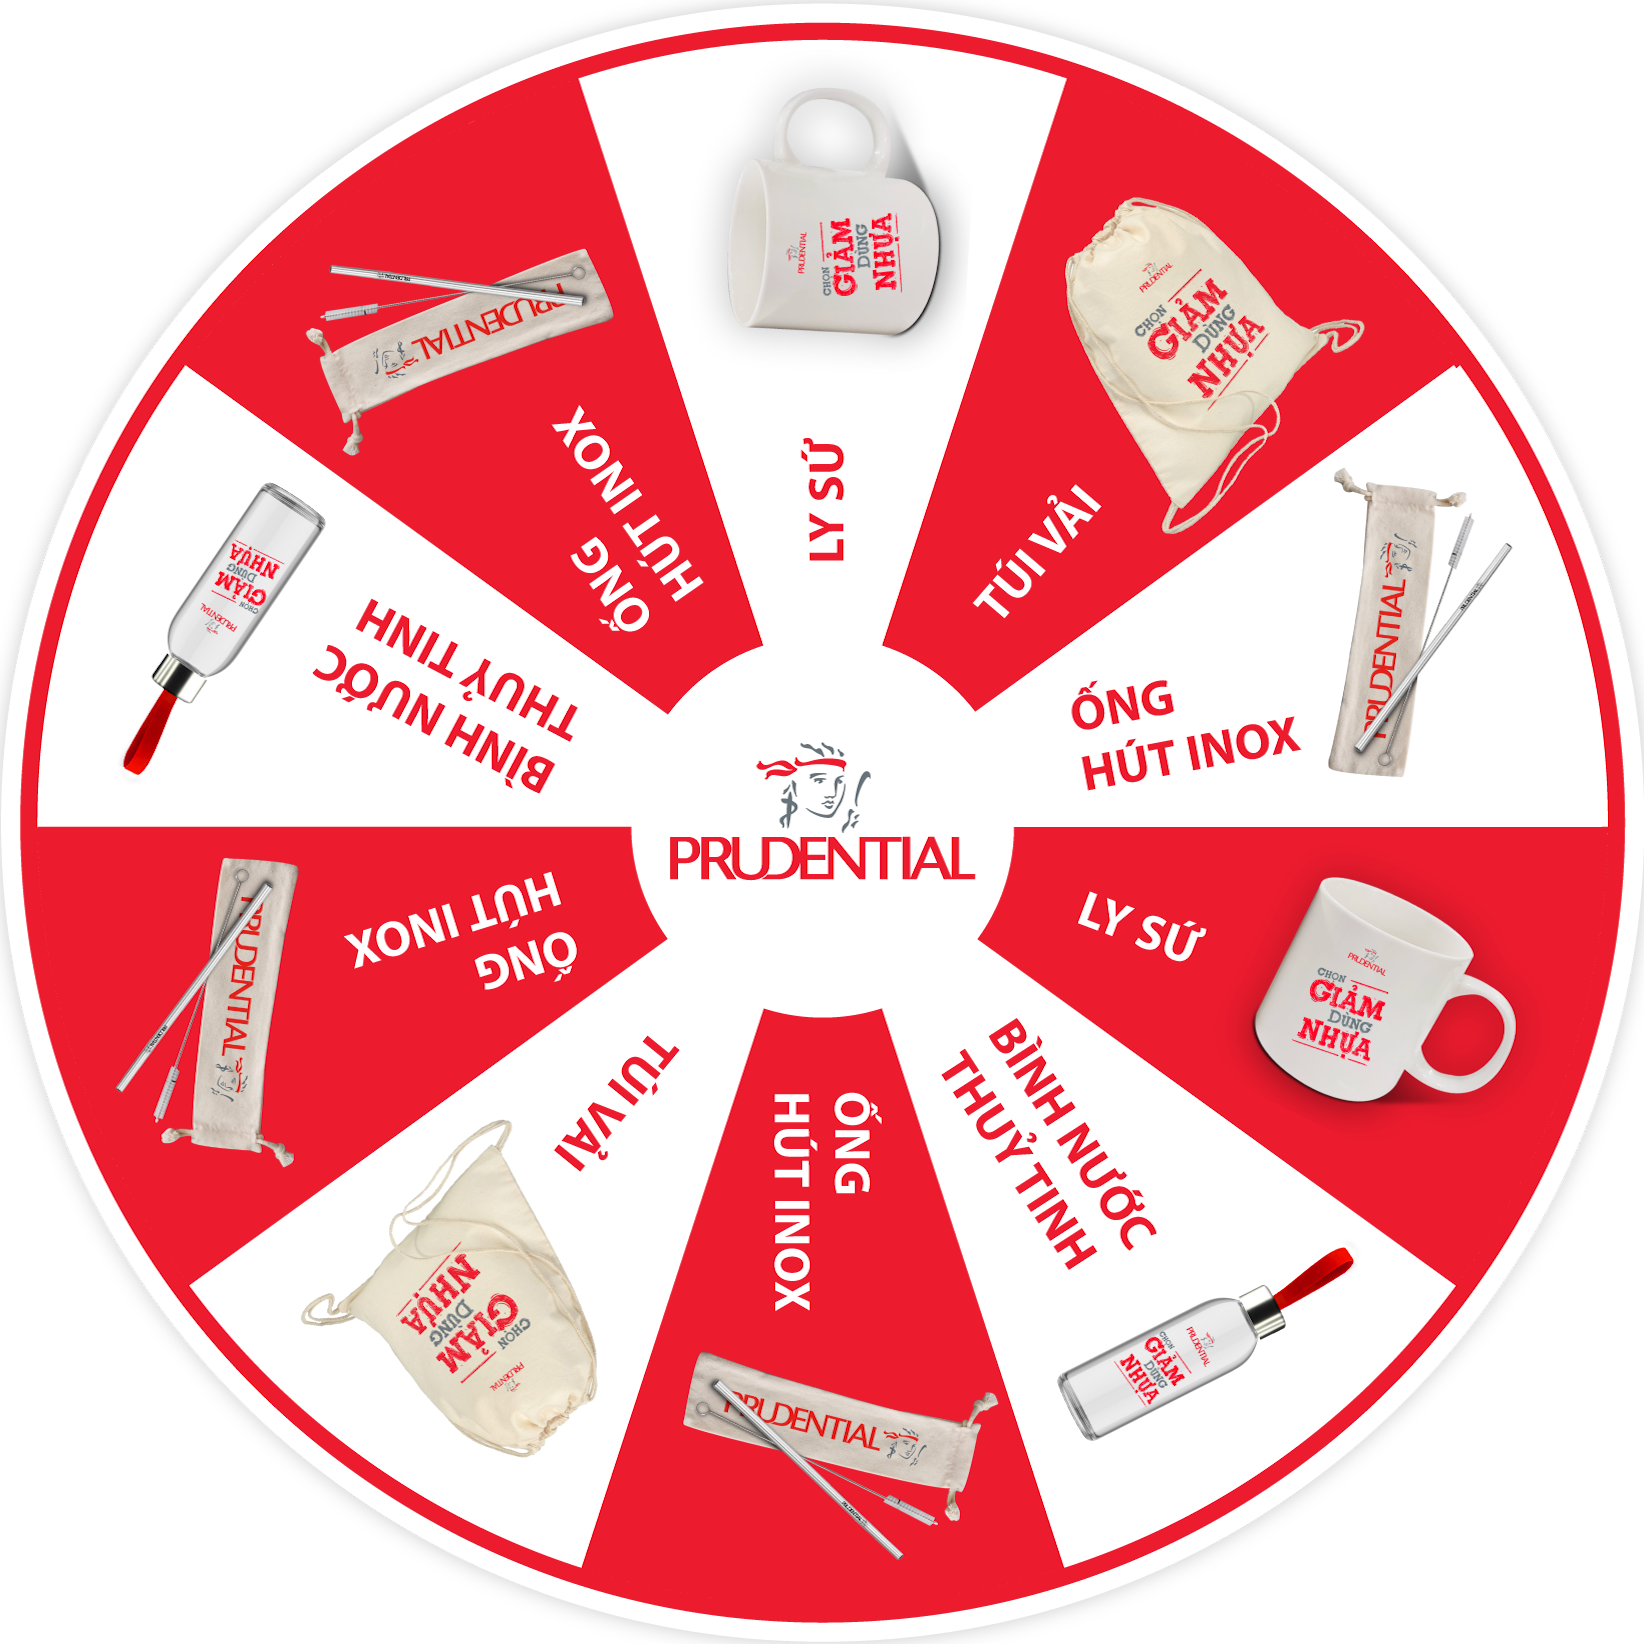 LY SỨ
PRUDENTIAL
CHỌN
GIẢM
DÙNG
NHỰA
TÚI VẢI
PRUDENTIAL
CHỌN
GIẢM
DÙNG
NHỰA
ỐNG
HÚT INOX
PRUDENTIAL
LY SỨ
PRUDENTIAL
CHỌN
GIẢM
DÙNG
NHỰA
BÌNH NƯỚC
THUỶ TINH
PRUDENTIAL
CHỌN
GIẢM
DÙNG
NHỰA
ỐNG
HÚT INOX
PRUDENTIAL
TÚI VẢI
PRUDENTIAL
CHỌN
GIẢM
DÙNG
NHỰA
ỐNG
HÚT INOX
PRUDENTIAL
BÌNH NƯỚC
THUỶ TINH
PRUDENTIAL
CHỌN
GIẢM
DÙNG
NHỰA
ỐNG
HÚT INOX
PRUDENTIAL
PRUDENTIAL